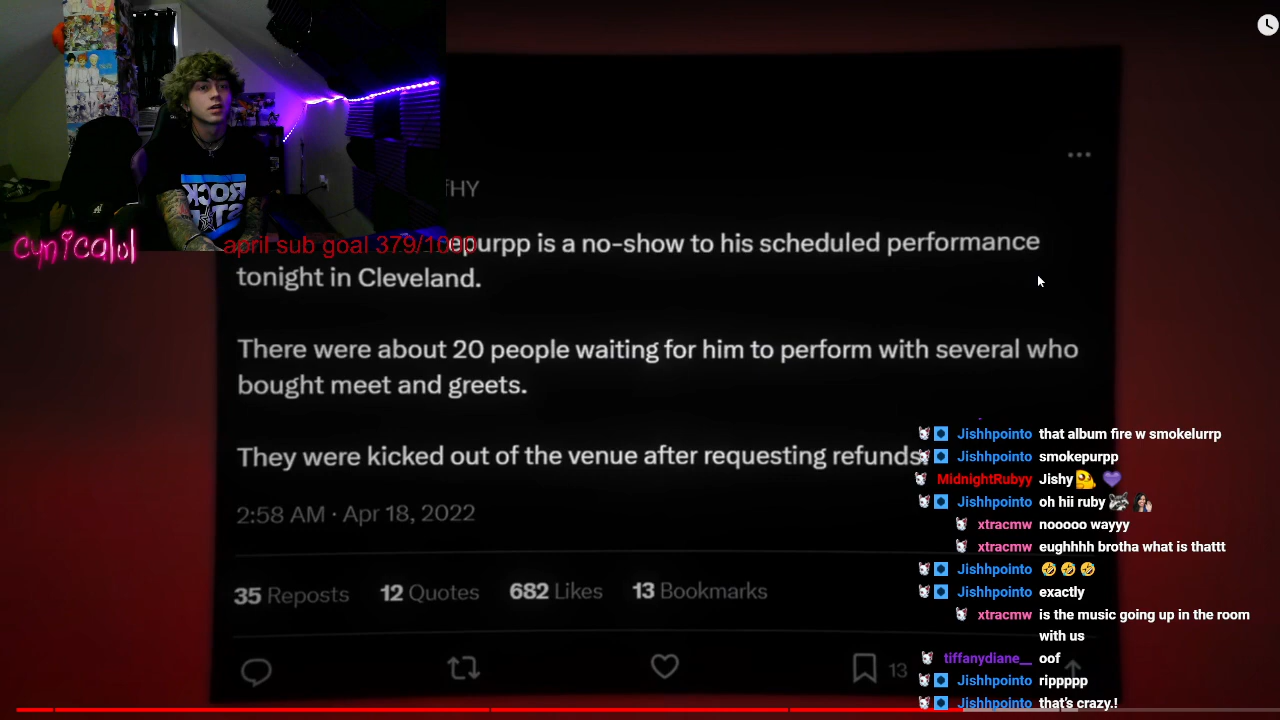 THY
cynicalol
april sub goal 379/1000
epurpp is a no-show to his scheduled performance
tonight in Cleveland.
There were about 20 people waiting for him to perform with several who
bought meet and greets.
They were kicked out of the venue after requesting refunds
2:58 AM · Apr 18, 2022
35 Reposts 12 Quotes 682 Likes 13 Bookmarks
13
ROCK
ST
Jishhpointo that album fire w smokelurrp
Jishhpointo smokepurpp
MidnightRubyy Jishy
Jishhpointo oh hii ruby
xtracmw nooooo wayyy
xtracmw eughhhh brotha what is thattt
Jishhpointo 🤣🤣🤣
Jishhpointo exactly
xtracmw is the music going up in the room
with us
tiffanydiane__ oof
Jishhpointo rippppp
Jishhpointo that's crazy.!